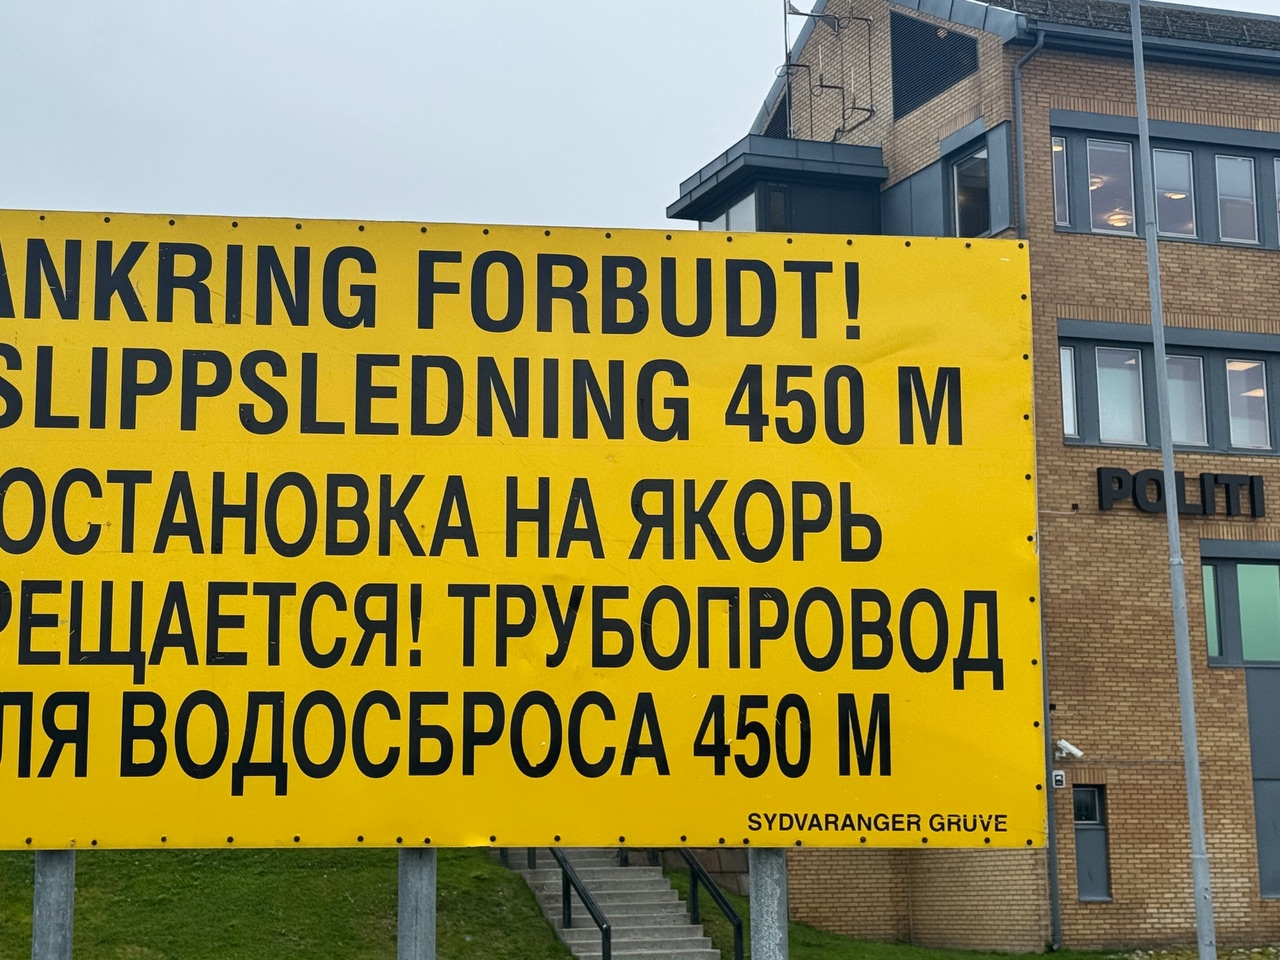 ANKRING FORBUDT!
SLIPPSLEDNING 450 M
ОСТАНОВКА НА ЯКОРЬ
РЕЩАЕТСЯ! ТРУБОПРОВОД
ЛЯ ВОДОСБРОСА 450 М
SYDVARANGER GRUVE
POLITI